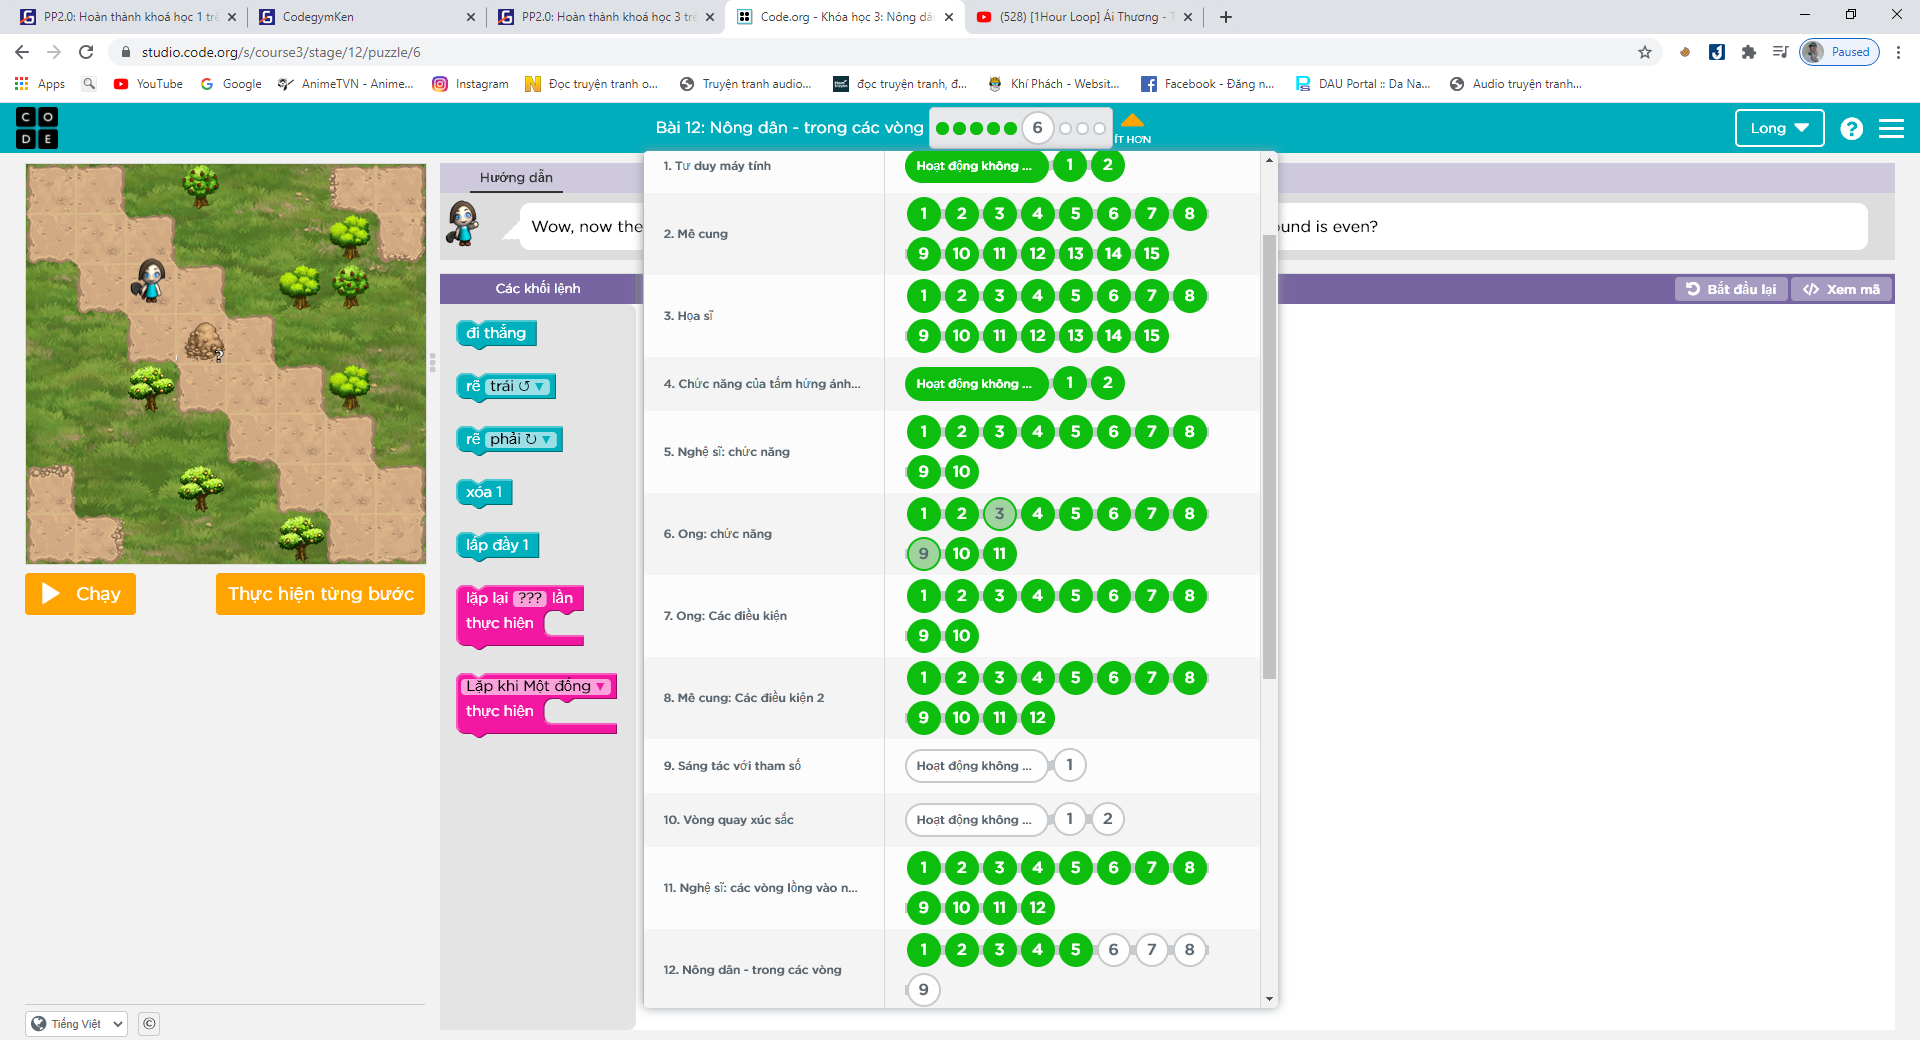 PP2.0: Hoàn thành khoá học 1 trê
CodegymKen
PP2.0: Hoàn thành khoá học 3 trê
Code.org - Khóa học 3: Nông dân
(528) [1Hour Loop] Ái Thương - T
studio.code.org/s/course3/stage/12/puzzle/6
Paused
Apps
YouTube
Google
AnimeTVN - Anime...
Instagram
Đọc truyện tranh o...
Truyện tranh audio...
đọc truyện tranh, đ...
Khí Phách - Websit...
Facebook - Đăng n...
DAU Portal :: Da Na...
Audio truyện tranh...
C O
D E
Bài 12: Nông dân - trong các vòng
6
ÍT HƠN
Long
?
Hướng dẫn
Wow, now the
und is even?
Các khối lệnh
Bắt đầu lại
</> Xem mã
đi thẳng
rẽ trái ↺ ▼
rẽ phải ↻ ▼
xóa 1
lấp đầy 1
lặp lại ??? lần
thực hiện
Lặp khi Một đống ▼
thực hiện
?
Chạy
Thực hiện từng bước
1. Tư duy máy tính
Hoạt động không ... 1 2
2. Mê cung
1 2 3 4 5 6 7 8
9 10 11 12 13 14 15
3. Họa sĩ
1 2 3 4 5 6 7 8
9 10 11 12 13 14 15
4. Chức năng của tấm hứng ánh...
Hoạt động không ... 1 2
5. Nghệ sĩ: chức năng
1 2 3 4 5 6 7 8
9 10
6. Ong: chức năng
1 2 3 4 5 6 7 8
9 10 11
7. Ong: Các điều kiện
1 2 3 4 5 6 7 8
9 10
8. Mê cung: Các điều kiện 2
1 2 3 4 5 6 7 8
9 10 11 12
9. Sáng tác với tham số
Hoạt động không ... 1
10. Vòng quay xúc sắc
Hoạt động không ... 1 2
11. Nghệ sĩ: các vòng lồng vào n...
1 2 3 4 5 6 7 8
9 10 11 12
12. Nông dân - trong các vòng
1 2 3 4 5 6 7 8
9
Tiếng Việt
©